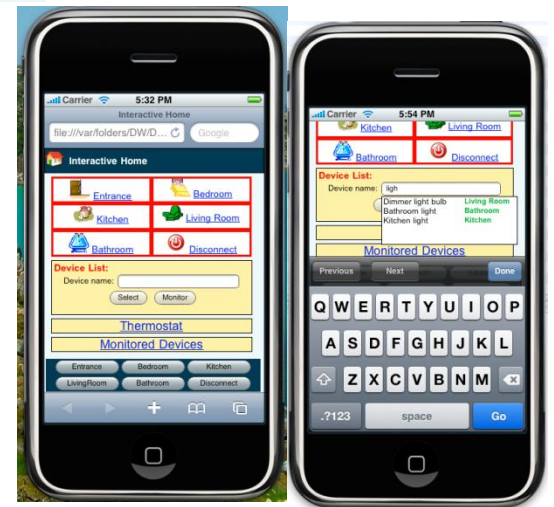 Carrier 5:32 PM
Interactive Home
file:///var/folders/DW/D... Google
Interactive Home
Entrance Bedroom
Kitchen Living Room
Bathroom Disconnect
Device List:
Device name:
Select Monitor
Thermostat
Monitored Devices
Entrance Bedroom Kitchen
LivingRoom Bathroom Disconnect
Carrier 5:54 PM
Kitchen Living Room
Bathroom Disconnect
Device List:
Device name: ligh
Dimmer light bulb Living Room
Bathroom light Bathroom
Kitchen light Kitchen
Monitored Devices
Previous Next Done
Q W E R T Y U I O P
A S D F G H J K L
Z X C V B N M
.?123 space Go